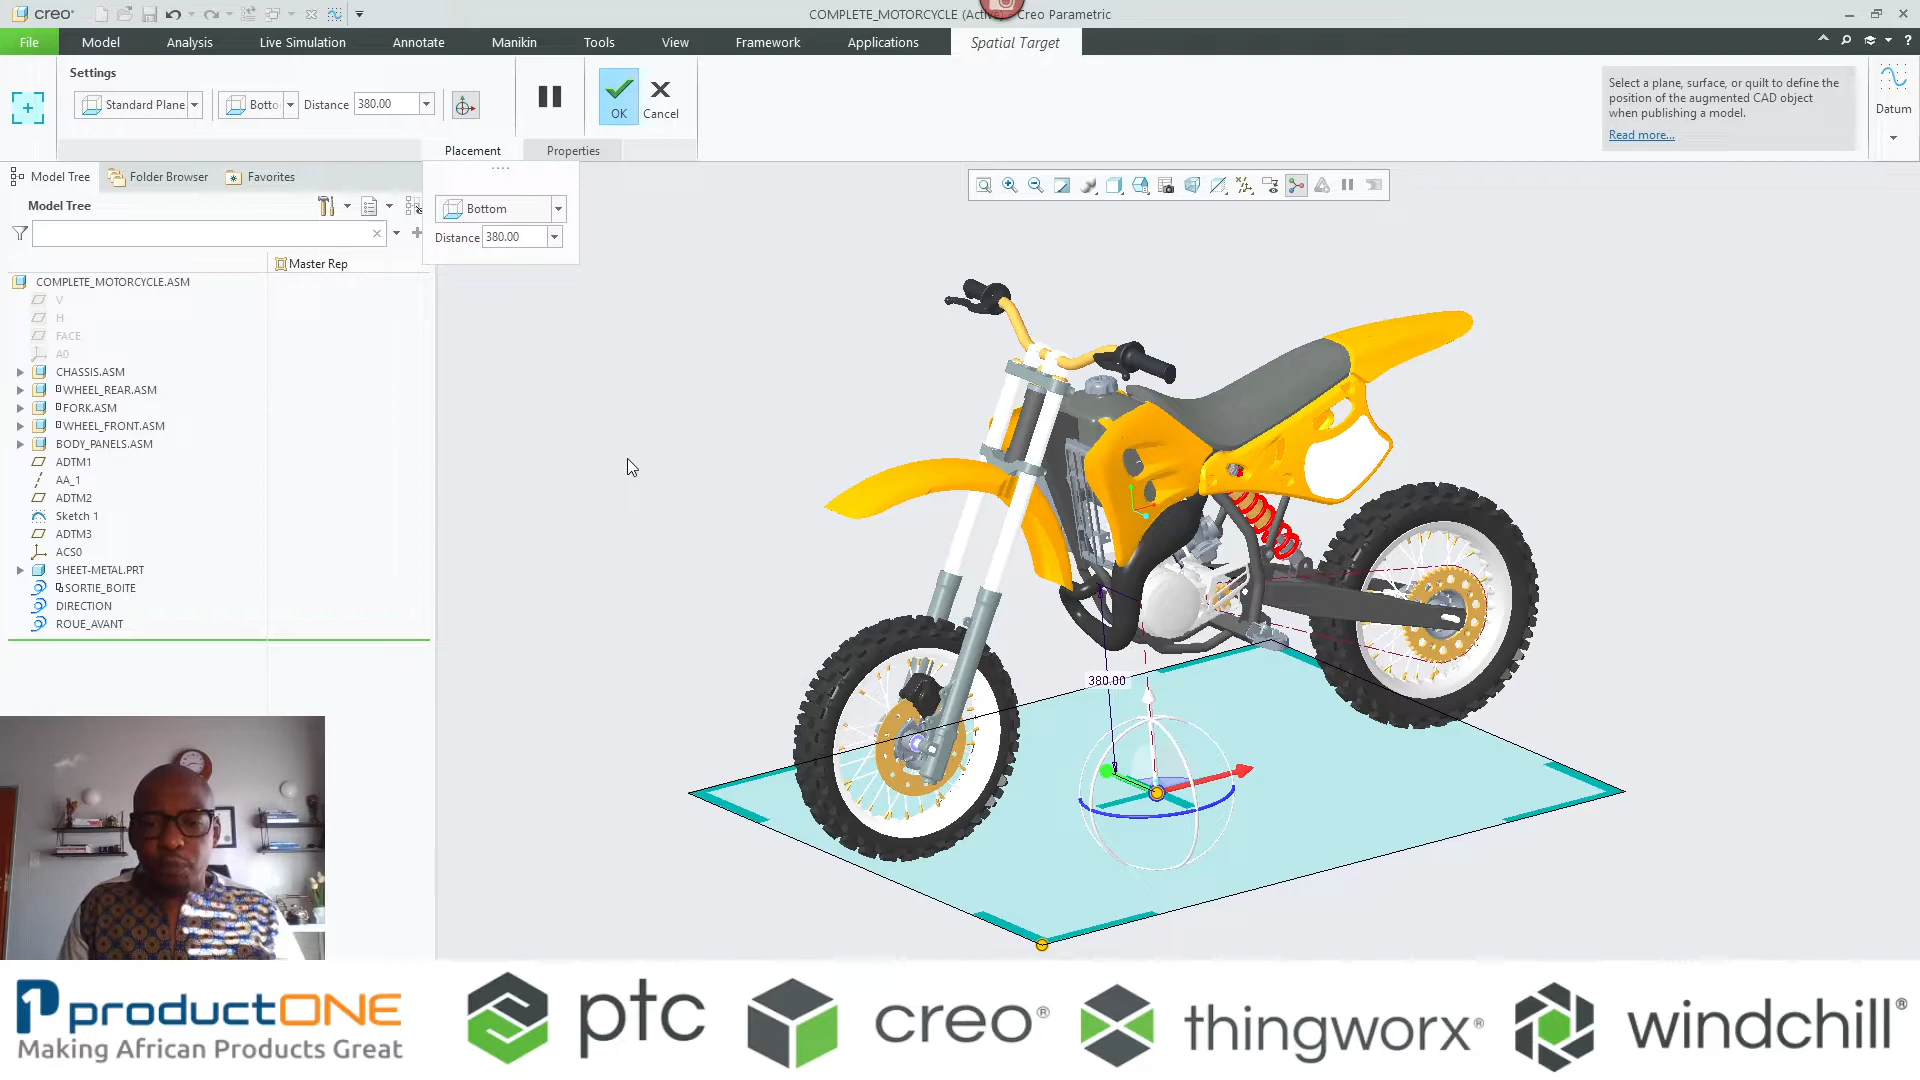 creo®
COMPLETE_MOTORCYCLE (Acti
Creo Parametric
File
Model
Analysis
Live Simulation
Annotate
Manikin
Tools
View
Framework
Applications
Spatial Target
?
Settings
Standard Plane
Botto
Distance
380.00
OK
Cancel
Select a plane, surface, or quilt to define the
position of the augmented CAD object
when publishing a model.
Read more...
Datum
Placement
Properties
Model Tree
Folder Browser
Favorites
Model Tree
Bottom
Distance
380.00
Master Rep
COMPLETE_MOTORCYCLE.ASM
V
H
FACE
A0
CHASSIS.ASM
WHEEL_REAR.ASM
FORK.ASM
WHEEL_FRONT.ASM
BODY_PANELS.ASM
ADTM1
AA_1
ADTM2
Sketch 1
ADTM3
ACS0
SHEET-METAL.PRT
SORTIE_BOITE
DIRECTION
ROUE_AVANT
380.00
productONE
Making African Products Great
ptc
creo®
thingworx®
windchill®